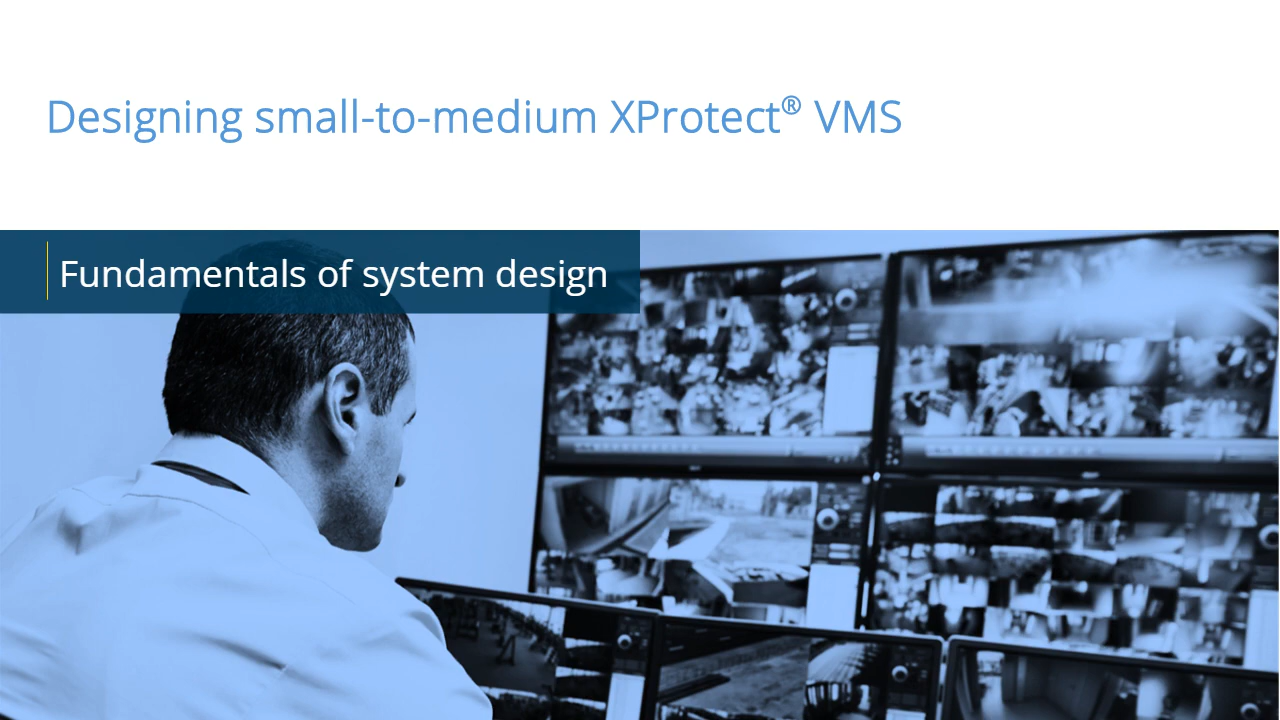 Designing small-to-medium XProtect® VMS
Fundamentals of system design